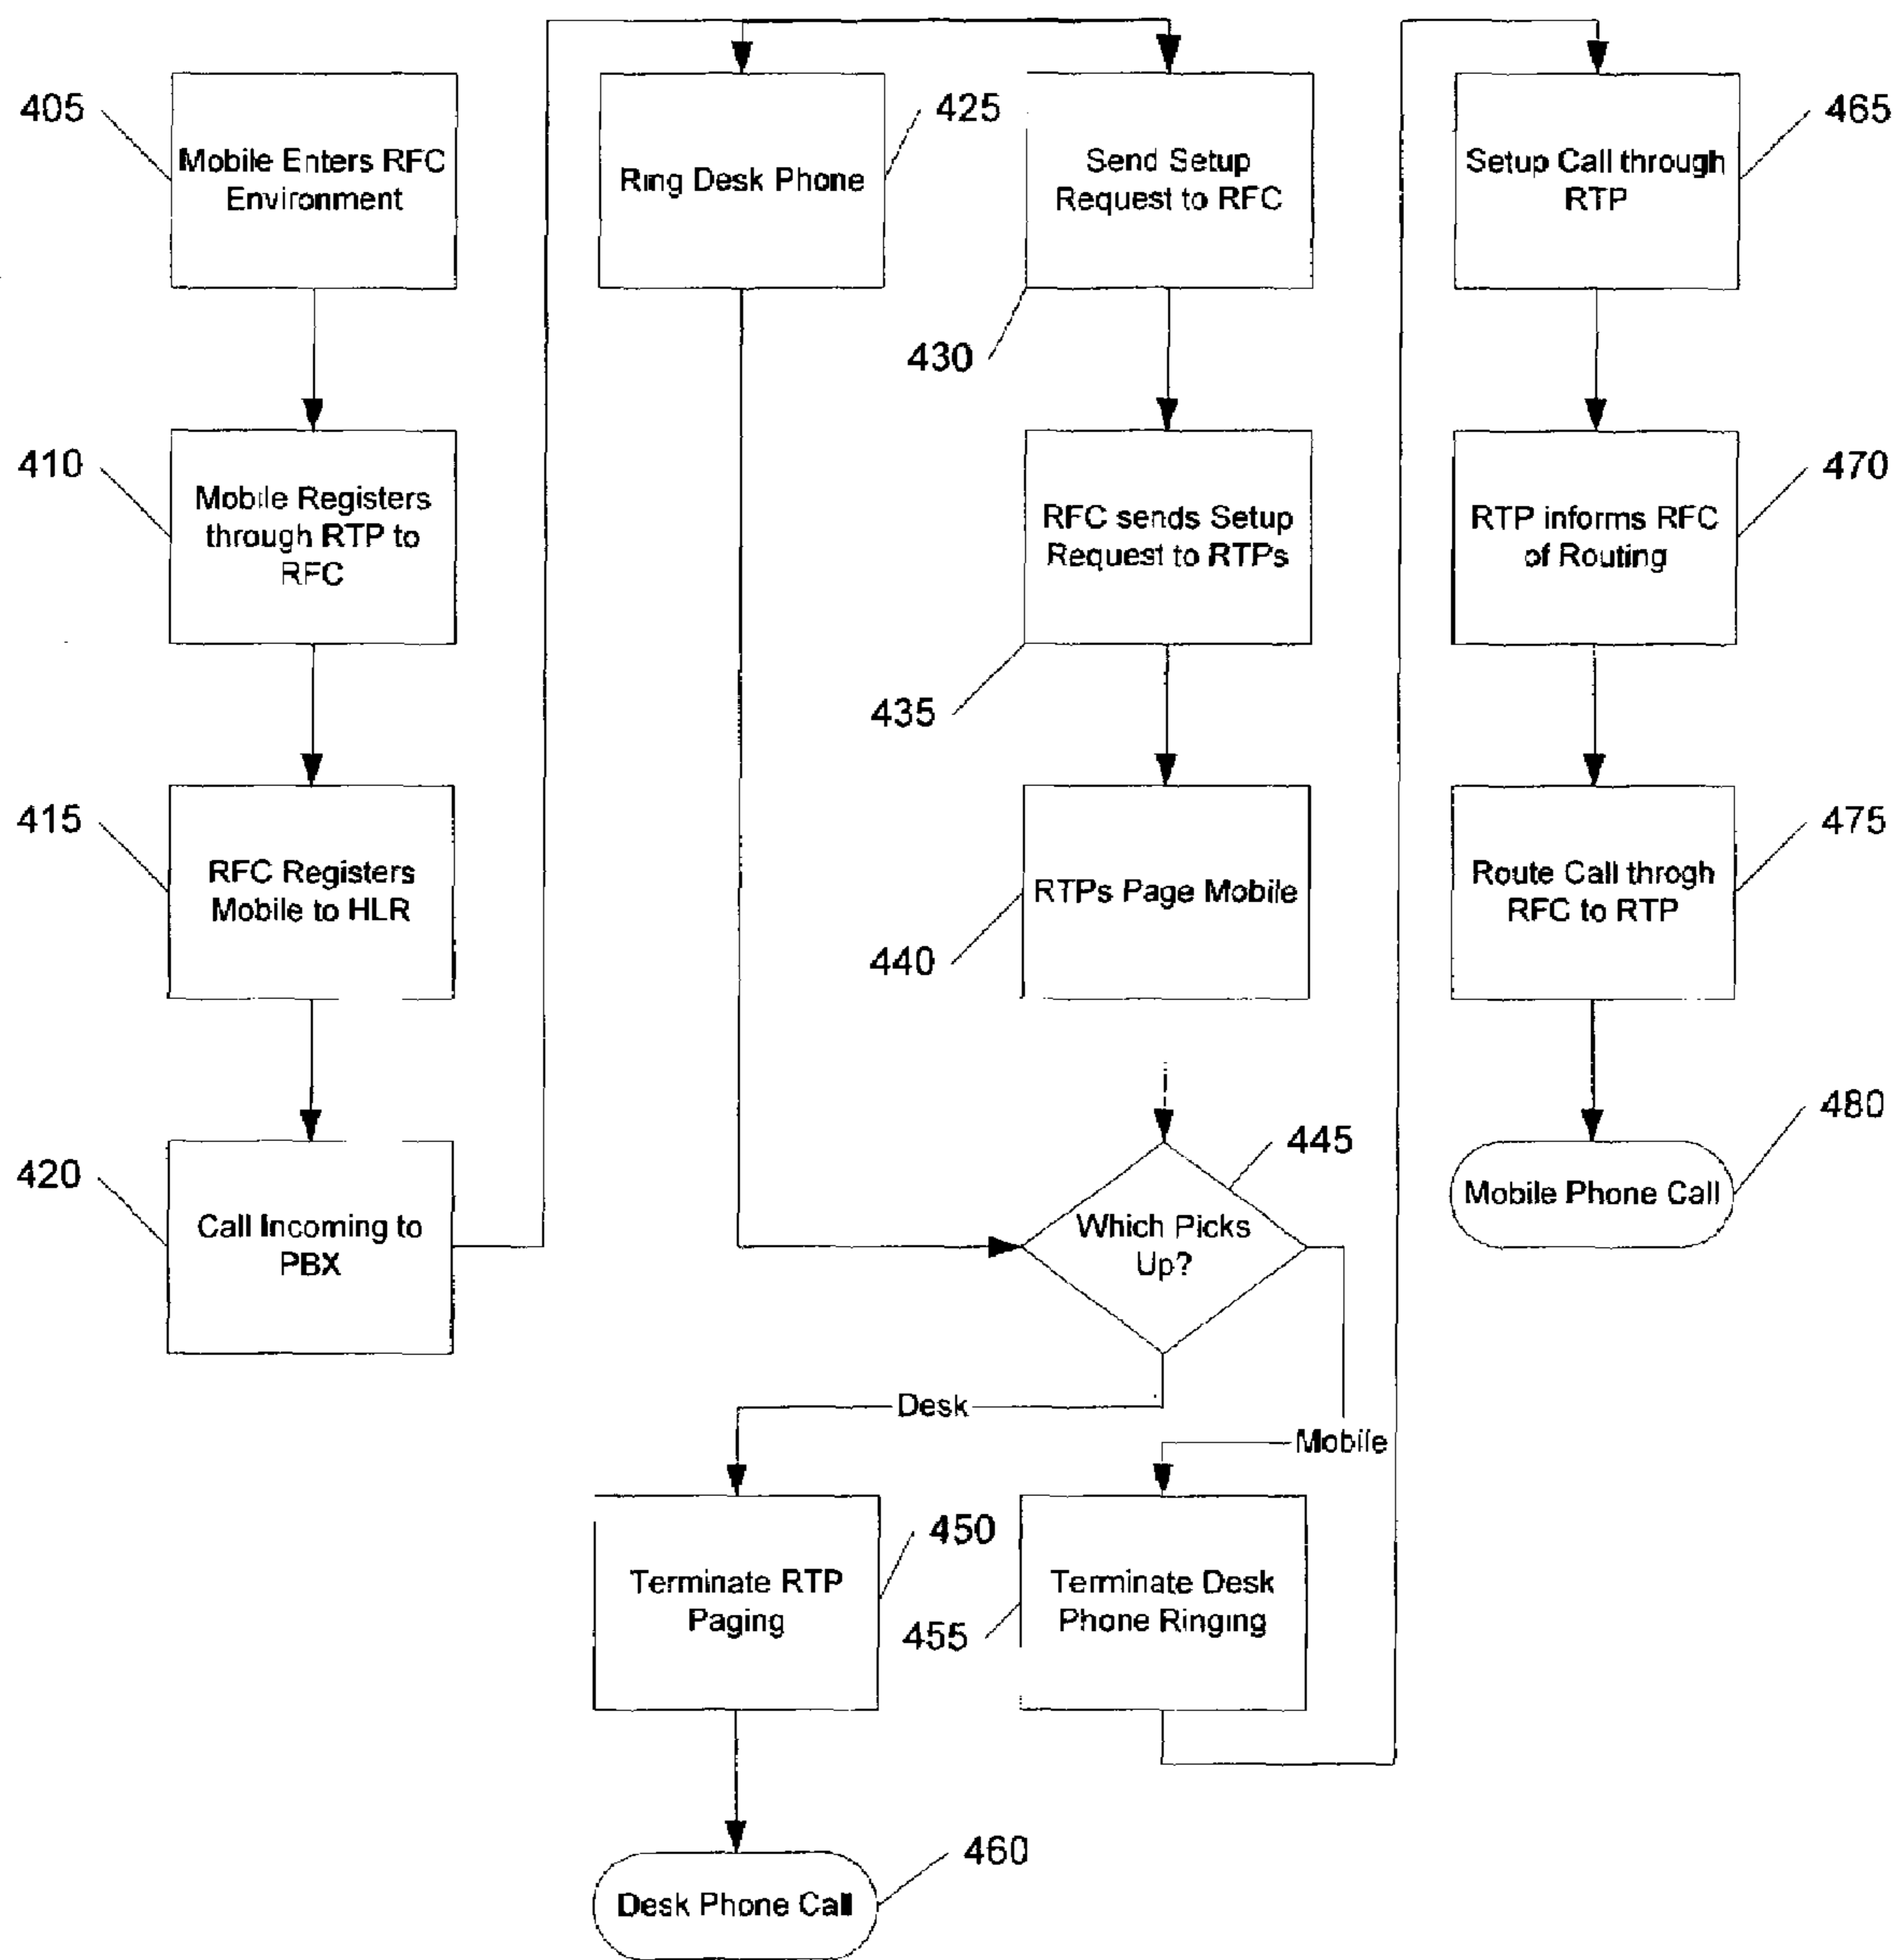 405
Mobile Enters RFC
Environment
410
Mobile Registers
through RTP to
RFC
415
RFC Registers
Mobile to HLR
420
Call Incoming to
PBX
425
Ring Desk Phone
Send Setup
Request to RFC
430
RFC sends Setup
Request to RTPs
435
RTPs Page Mobile
440
445
Which Picks
Up?
Desk
Mobile
450
Terminate RTP
Paging
455
Terminate Desk
Phone Ringing
460
Desk Phone Call
465
Setup Call through
RTP
470
RTP informs RFC
of Routing
475
Route Call throgh
RFC to RTP
480
Mobile Phone Call